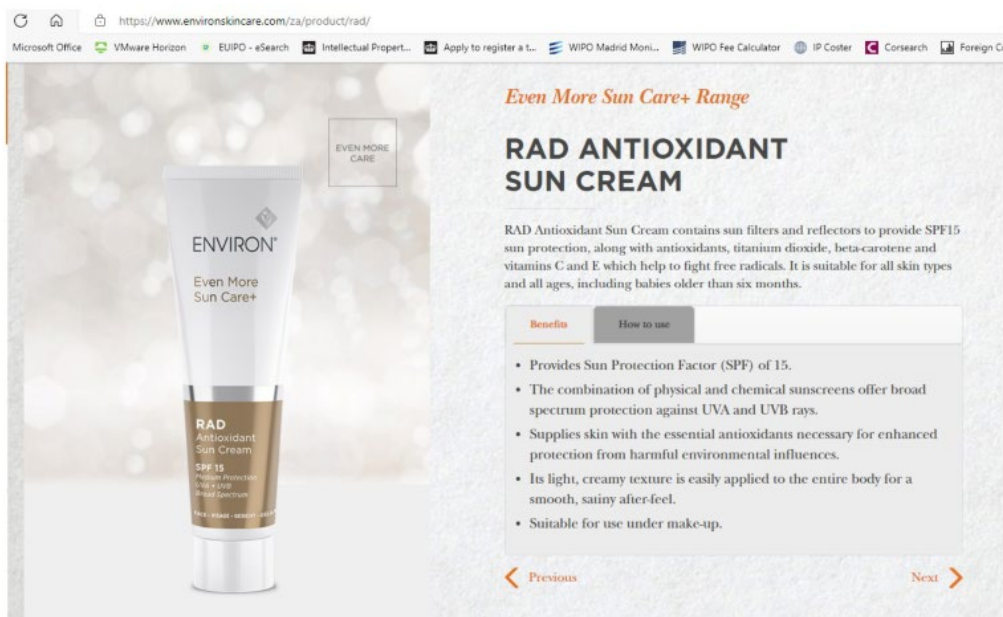 https://www.environskincare.com/za/product/rad/
Microsoft Office VMware Horizon EUIPO - eSearch Intellectual Propert... Apply to register a t... WIPO Madrid Moni... WIPO Fee Calculator IP Coster Corsearch Foreign
Even More Sun Care+ Range
EVEN MORE
CARE
RAD ANTIOXIDANT
SUN CREAM
RAD Antioxidant Sun Cream contains sun filters and reflectors to provide SPF15
sun protection, along with antioxidants, titanium dioxide, beta-carotene and
vitamins C and E which help to fight free radicals. It is suitable for all skin types
and all ages, including babies older than six months.
ENVIRON
Even More
Sun Care+
RAD
Antioxidant
Sun Cream
SPF 15
Medium Protection
UVA + UVB
Broad Spectrum
Benefits How to use
• Provides Sun Protection Factor (SPF) of 15.
• The combination of physical and chemical sunscreens offer broad
spectrum protection against UVA and UVB rays.
• Supplies skin with the essential antioxidants necessary for enhanced
protection from harmful environmental influences.
• Its light, creamy texture is easily applied to the entire body for a
smooth, satiny after-feel.
• Suitable for use under make-up.
Previous Next